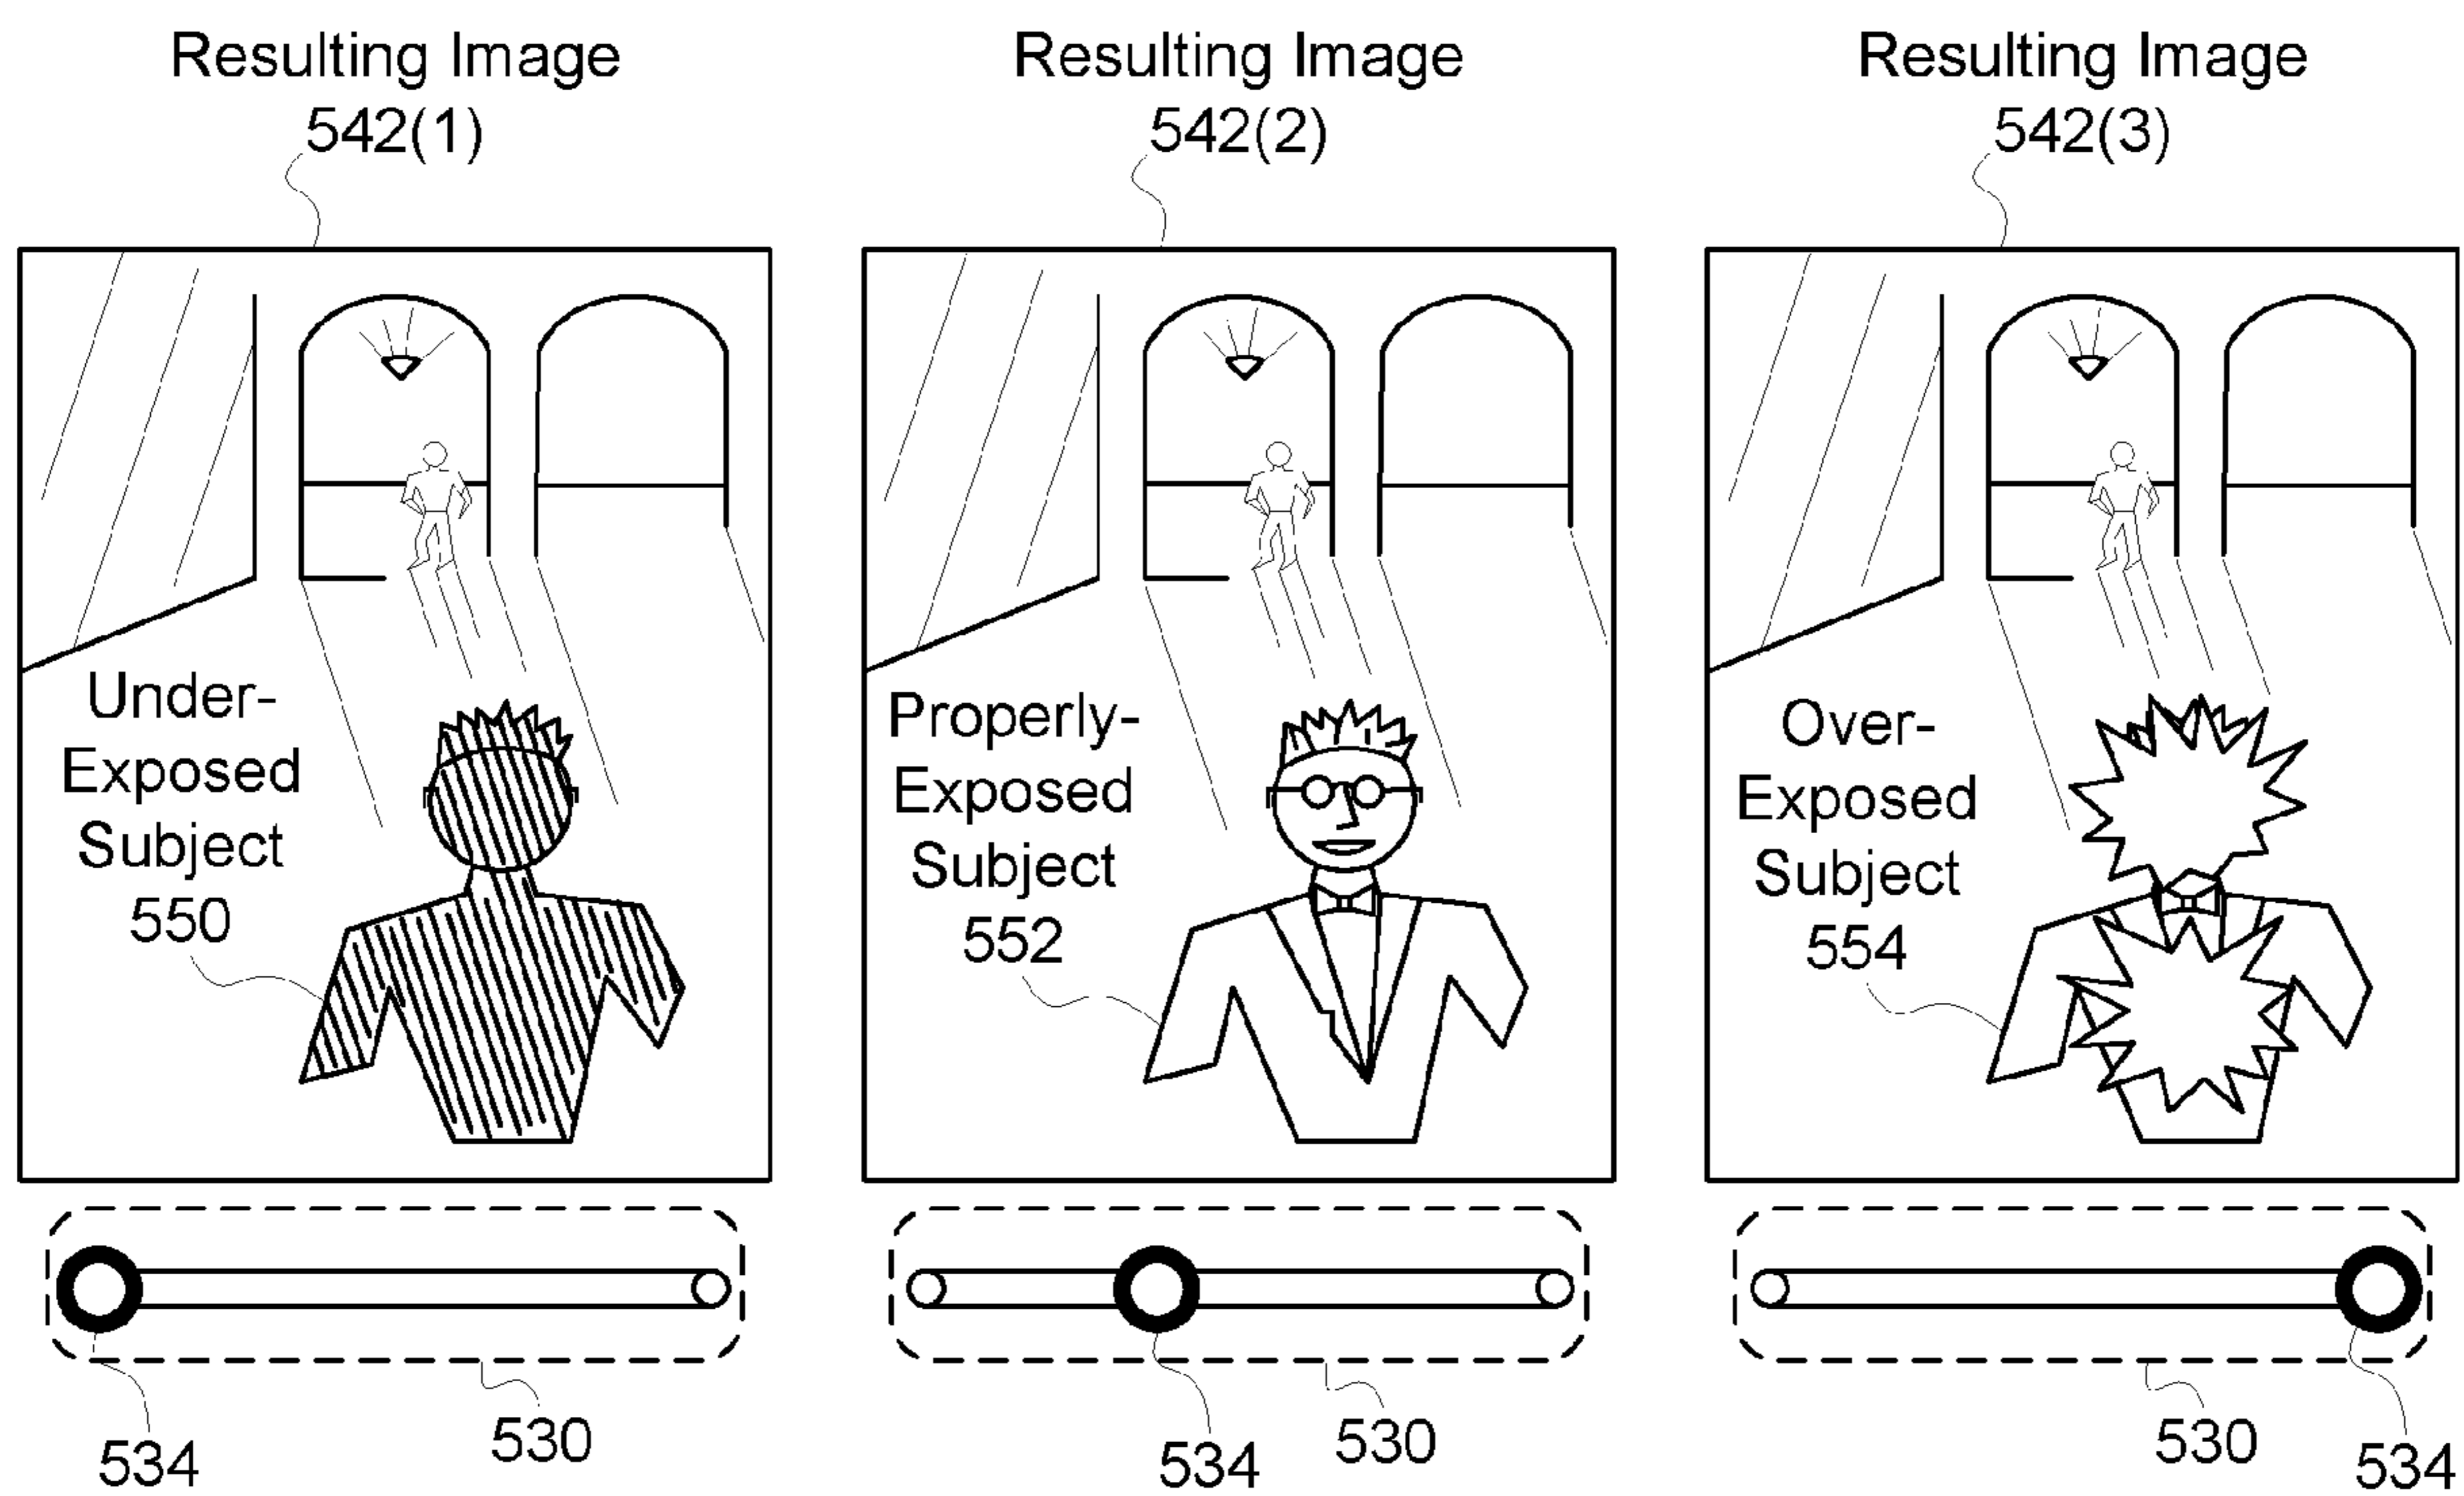 Resulting Image
542(1)
Resulting Image
542(2)
Resulting Image
542(3)
Under-
Exposed
Subject
550
Properly-
Exposed
Subject
552
Over-
Exposed
Subject
554
534
530
534
530
530
534